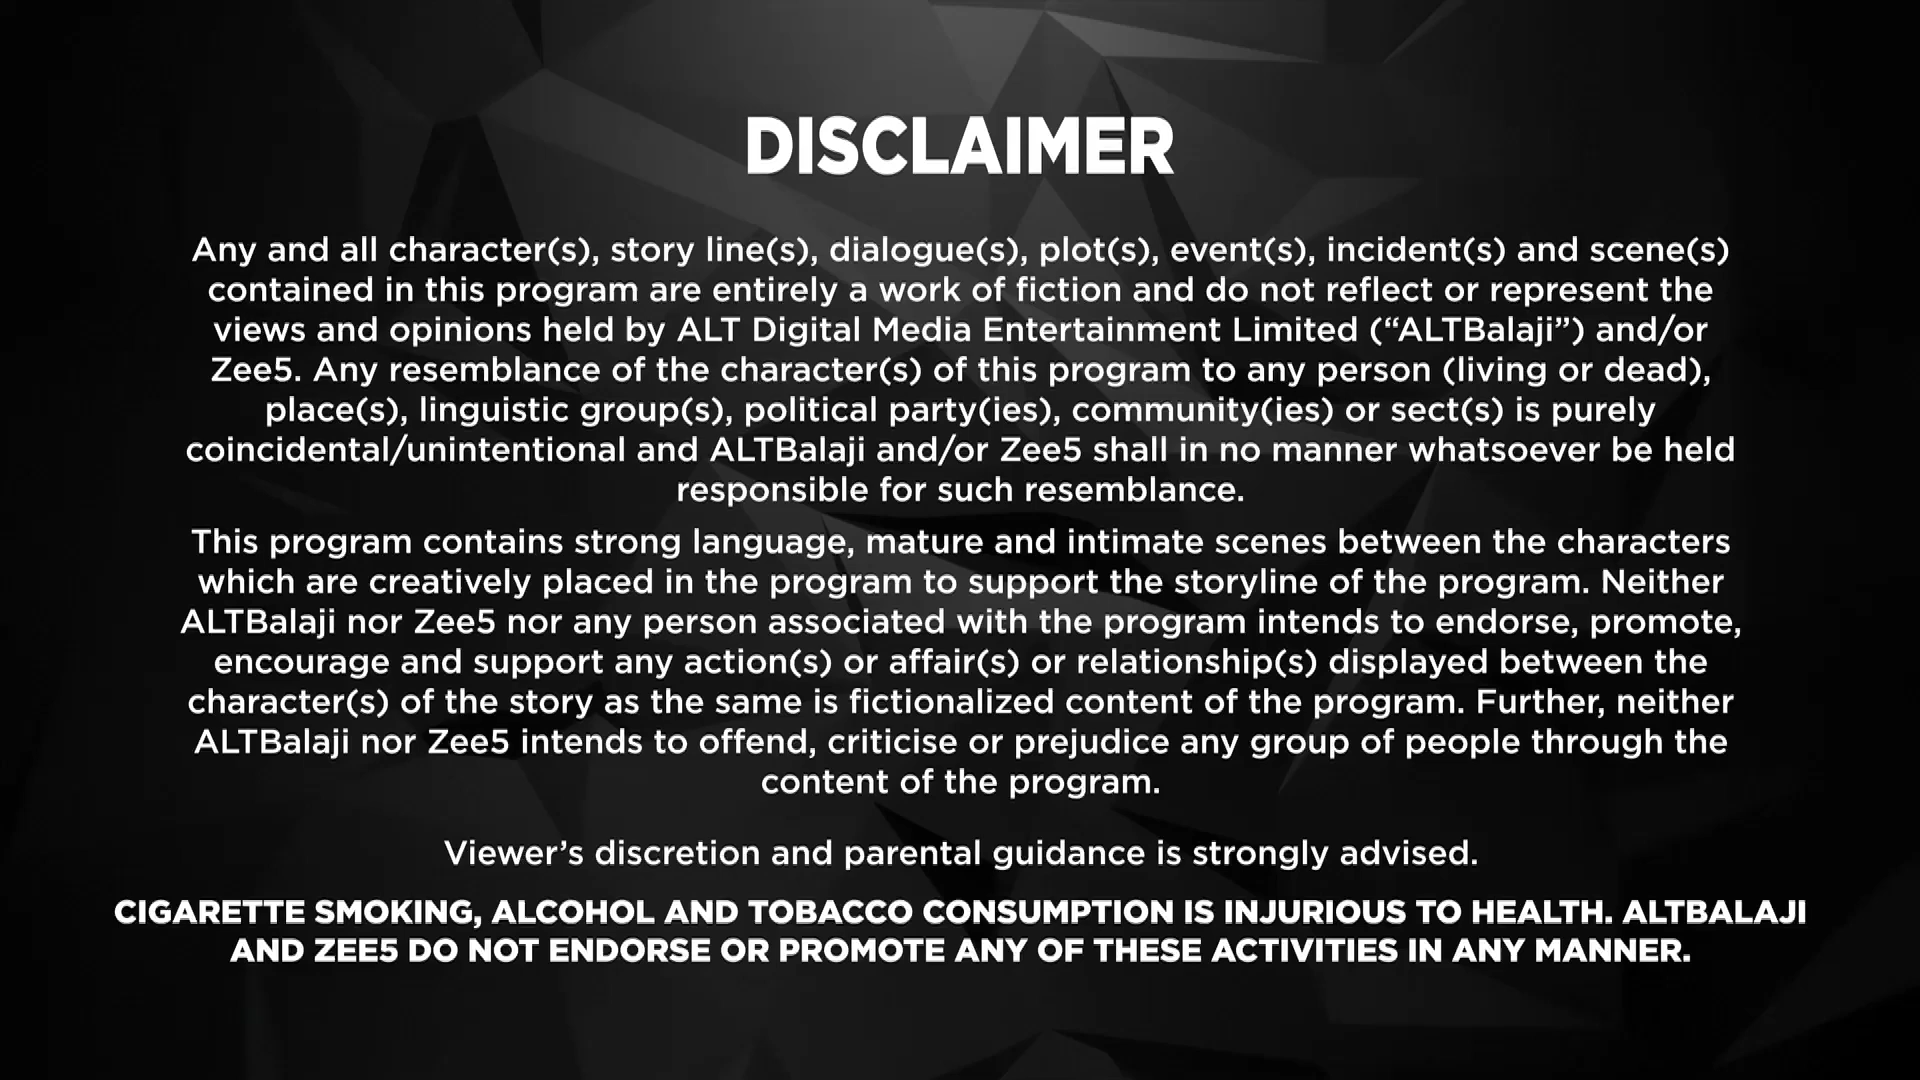 DISCLAIMER
Any and all character(s), story line(s), dialogue(s), plot(s), event(s), incident(s) and scene(s)
contained in this program are entirely a work of fiction and do not reflect or represent the
views and opinions held by ALT Digital Media Entertainment Limited (“ALTBalaji”) and/or
Zee5. Any resemblance of the character(s) of this program to any person (living or dead),
place(s), linguistic group(s), political party(ies), community(ies) or sect(s) is purely
coincidental/unintentional and ALTBalaji and/or Zee5 shall in no manner whatsoever be held
responsible for such resemblance.
This program contains strong language, mature and intimate scenes between the characters
which are creatively placed in the program to support the storyline of the program. Neither
ALTBalaji nor Zee5 nor any person associated with the program intends to endorse, promote,
encourage and support any action(s) or affair(s) or relationship(s) displayed between the
character(s) of the story as the same is fictionalized content of the program. Further, neither
ALTBalaji nor Zee5 intends to offend, criticise or prejudice any group of people through the
content of the program.
Viewer’s discretion and parental guidance is strongly advised.
CIGARETTE SMOKING, ALCOHOL AND TOBACCO CONSUMPTION IS INJURIOUS TO HEALTH. ALTBALAJI
AND ZEE5 DO NOT ENDORSE OR PROMOTE ANY OF THESE ACTIVITIES IN ANY MANNER.